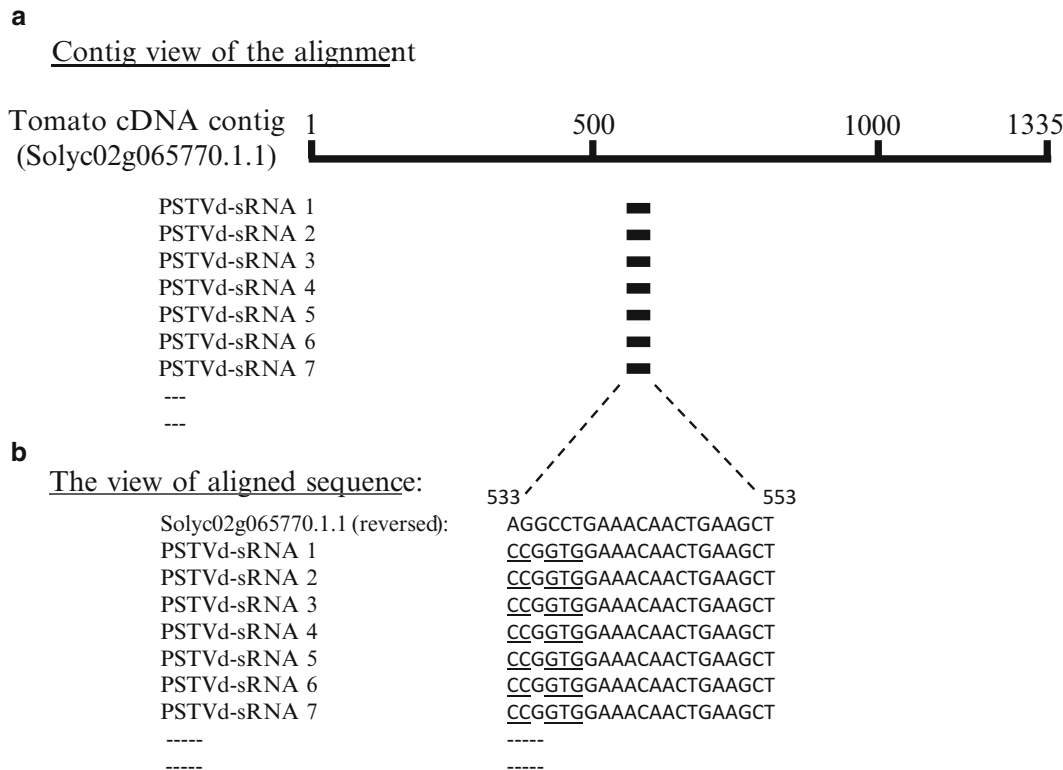 a
Contig view of the alignment
Tomato cDNA contig 1 500 1000 1335
(Solyc02g065770.1.1)
PSTVd-sRNA 1
PSTVd-sRNA 2
PSTVd-sRNA 3
PSTVd-sRNA 4
PSTVd-sRNA 5
PSTVd-sRNA 6
PSTVd-sRNA 7
---
---
b
The view of aligned sequence:
533 553
Solyc02g065770.1.1 (reversed): AGGCCTGAAACAACTGAAGCT
PSTVd-sRNA 1 CCGGTGGAAACAACTGAAGCT
PSTVd-sRNA 2 CCGGTGGAAACAACTGAAGCT
PSTVd-sRNA 3 CCGGTGGAAACAACTGAAGCT
PSTVd-sRNA 4 CCGGTGGAAACAACTGAAGCT
PSTVd-sRNA 5 CCGGTGGAAACAACTGAAGCT
PSTVd-sRNA 6 CCGGTGGAAACAACTGAAGCT
PSTVd-sRNA 7 CCGGTGGAAACAACTGAAGCT
----- -----
----- -----